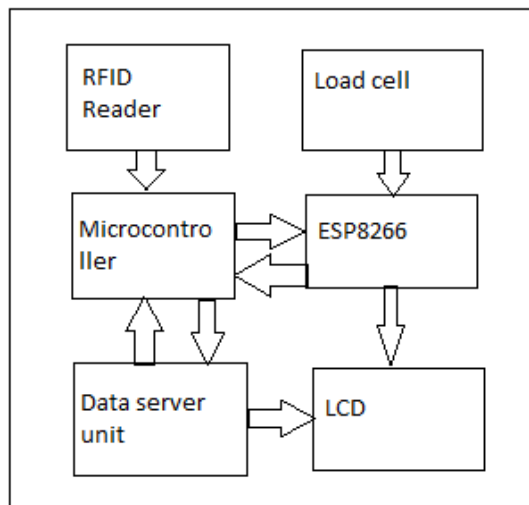 RFID
Reader
Load cell
Microcontro
ller
ESP8266
Data server
unit
LCD